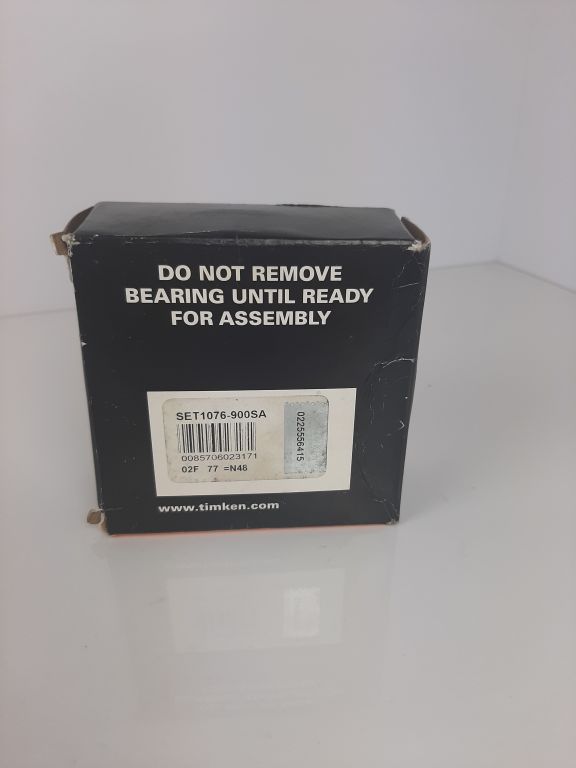 DO NOT REMOVE
BEARING UNTIL READY
FOR ASSEMBLY
SET1076-900SA
0085706023171
02F 77 =N48
0225556415
www.timken.com